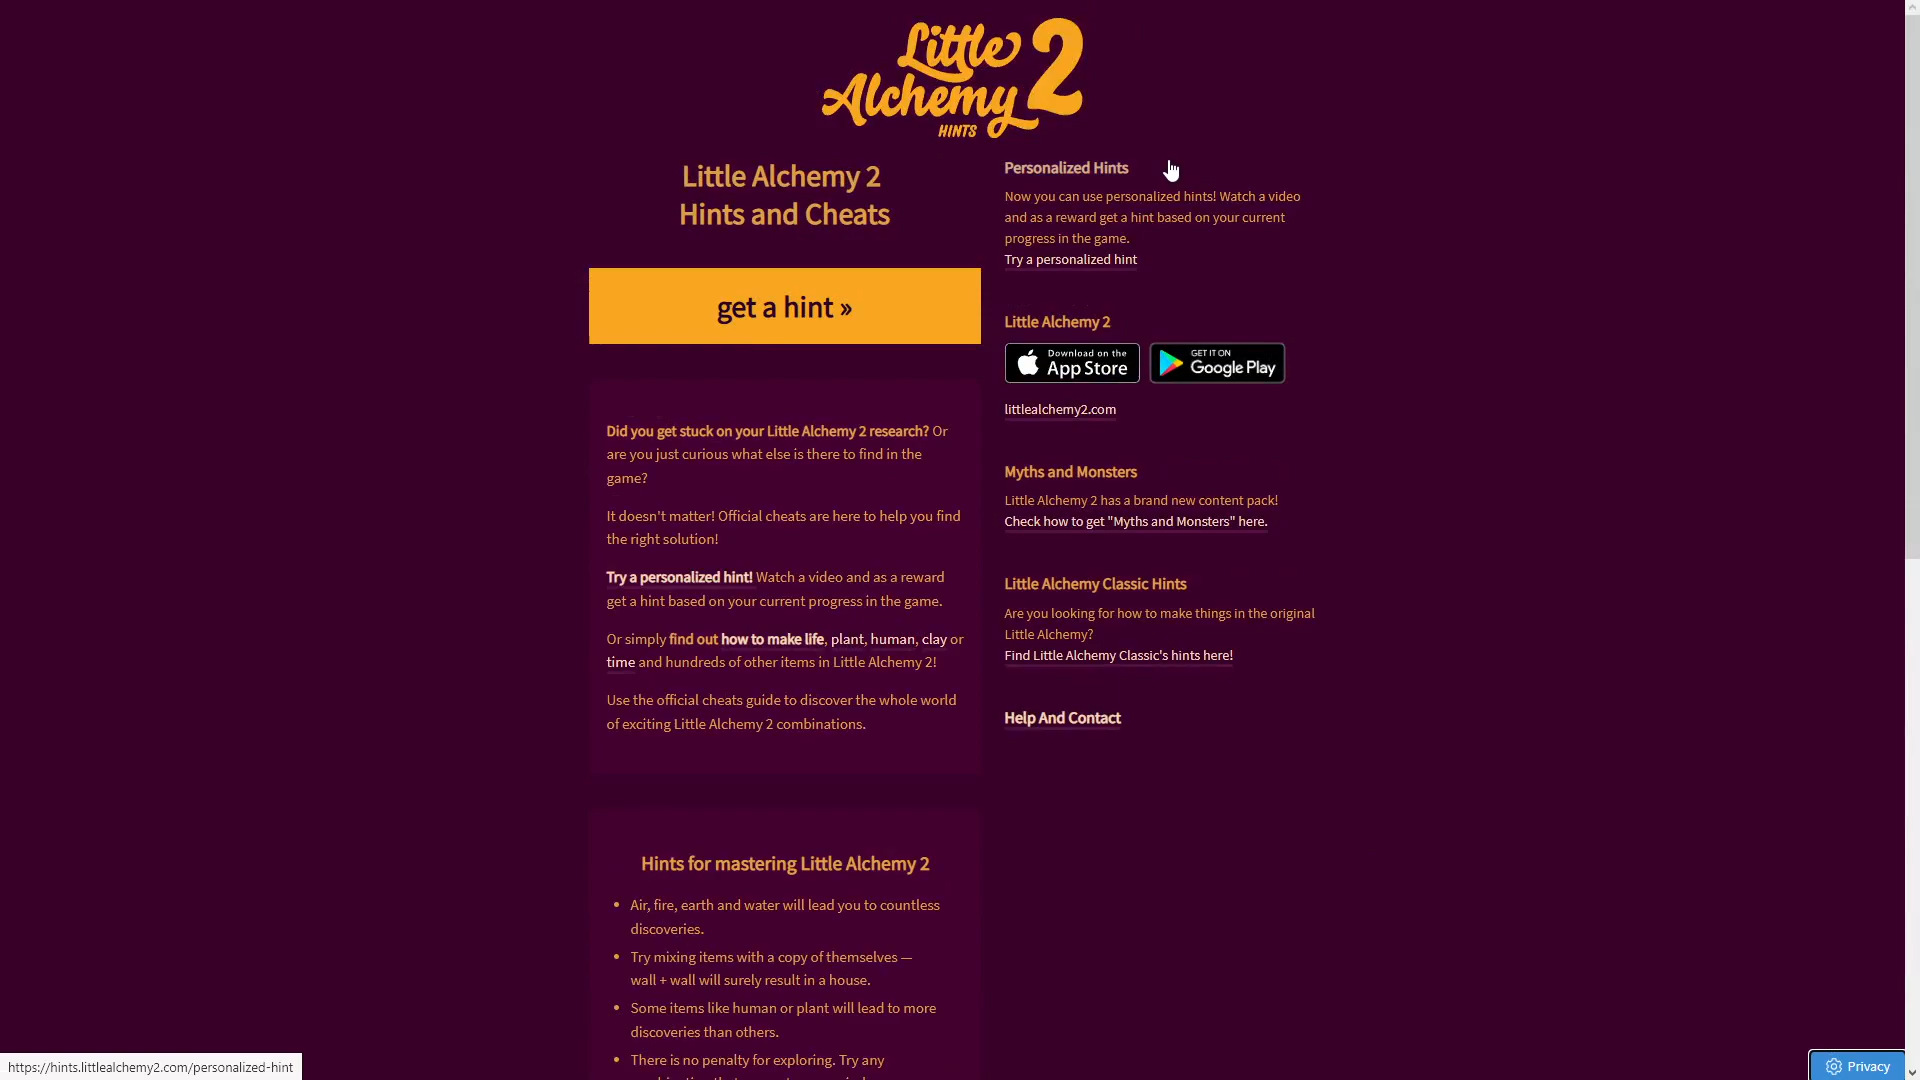 Little
Alchemy 2
HINTS
Little Alchemy 2
Hints and Cheats
get a hint »
Did you get stuck on your Little Alchemy 2 research? Or
are you just curious what else is there to find in the
game?
It doesn't matter! Official cheats are here to help you find
the right solution!
Try a personalized hint! Watch a video and as a reward
get a hint based on your current progress in the game.
Or simply find out how to make life, plant, human, clay or
time and hundreds of other items in Little Alchemy 2!
Use the official cheats guide to discover the whole world
of exciting Little Alchemy 2 combinations.
Hints for mastering Little Alchemy 2
• Air, fire, earth and water will lead you to countless
discoveries.
• Try mixing items with a copy of themselves —
wall + wall will surely result in a house.
• Some items like human or plant will lead to more
discoveries than others.
• There is no penalty for exploring. Try any
Personalized Hints
Now you can use personalized hints! Watch a video
and as a reward get a hint based on your current
progress in the game.
Try a personalized hint
Little Alchemy 2
Download on the
App Store
GET IT ON
Google Play
littlealchemy2.com
Myths and Monsters
Little Alchemy 2 has a brand new content pack!
Check how to get "Myths and Monsters" here.
Little Alchemy Classic Hints
Are you looking for how to make things in the original
Little Alchemy?
Find Little Alchemy Classic's hints here!
Help And Contact
https://hints.littlealchemy2.com/personalized-hint
Privacy